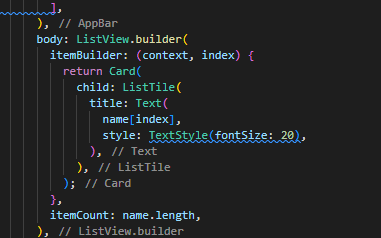 ],
), // AppBar
body: ListView.builder(
itemBuilder: (context, index) {
return Card(
child: ListTile(
title: Text(
name[index],
style: TextStyle(fontSize: 20),
), // Text
), // ListTile
); // Card
},
itemCount: name.length,
), // ListView.builder